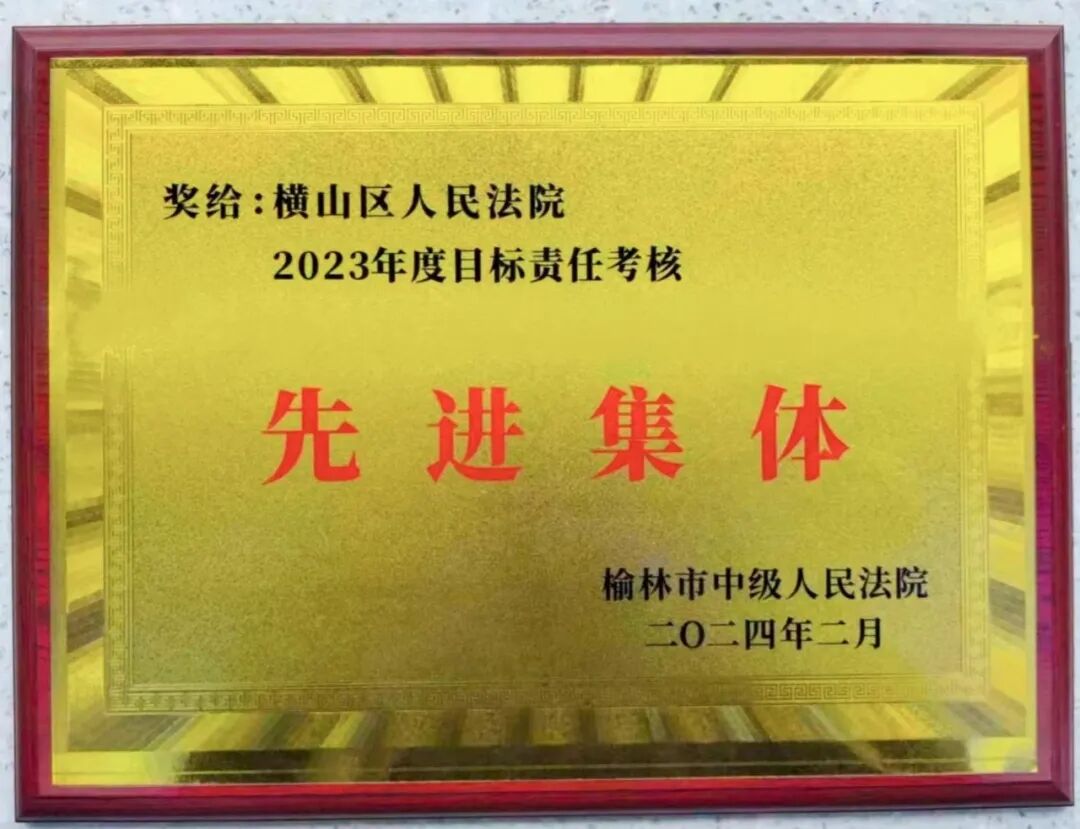 奖给：横山区人民法院
2023年度目标责任考核
先进集体
榆林市中级人民法院
二〇二四年二月